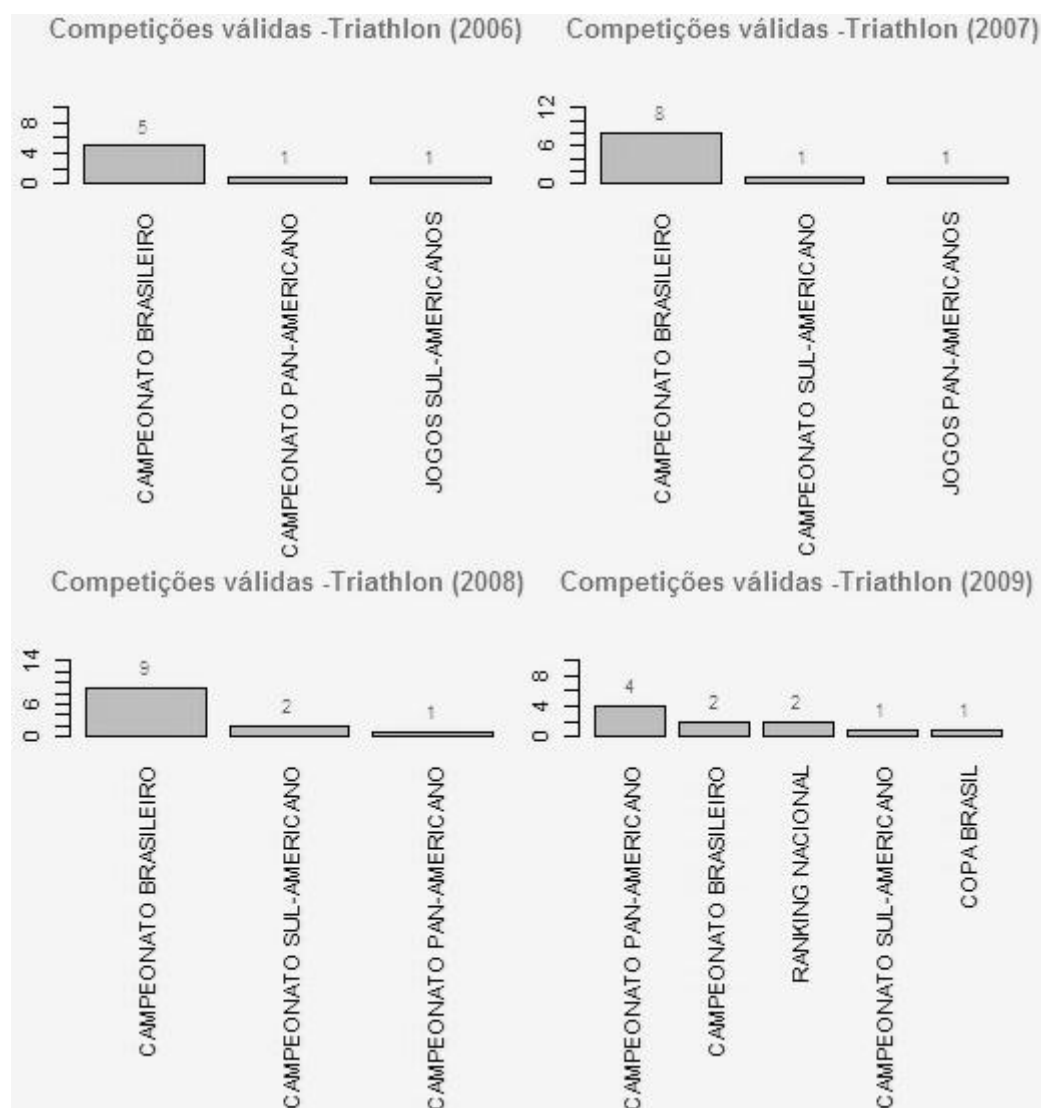 Competições válidas -Triathlon (2006)
8
4
0
5
1
1
CAMPEONATO BRASILEIRO
CAMPEONATO PAN-AMERICANO
JOGOS SUL-AMERICANOS
Competições válidas -Triathlon (2007)
12
6
0
8
1
1
CAMPEONATO BRASILEIRO
CAMPEONATO SUL-AMERICANO
JOGOS PAN-AMERICANOS
Competições válidas -Triathlon (2008)
14
6
0
9
2
1
CAMPEONATO BRASILEIRO
CAMPEONATO SUL-AMERICANO
CAMPEONATO PAN-AMERICANO
Competições válidas -Triathlon (2009)
8
4
0
4
2
2
1
1
CAMPEONATO PAN-AMERICANO
CAMPEONATO BRASILEIRO
RANKING NACIONAL
CAMPEONATO SUL-AMERICANO
COPA BRASIL